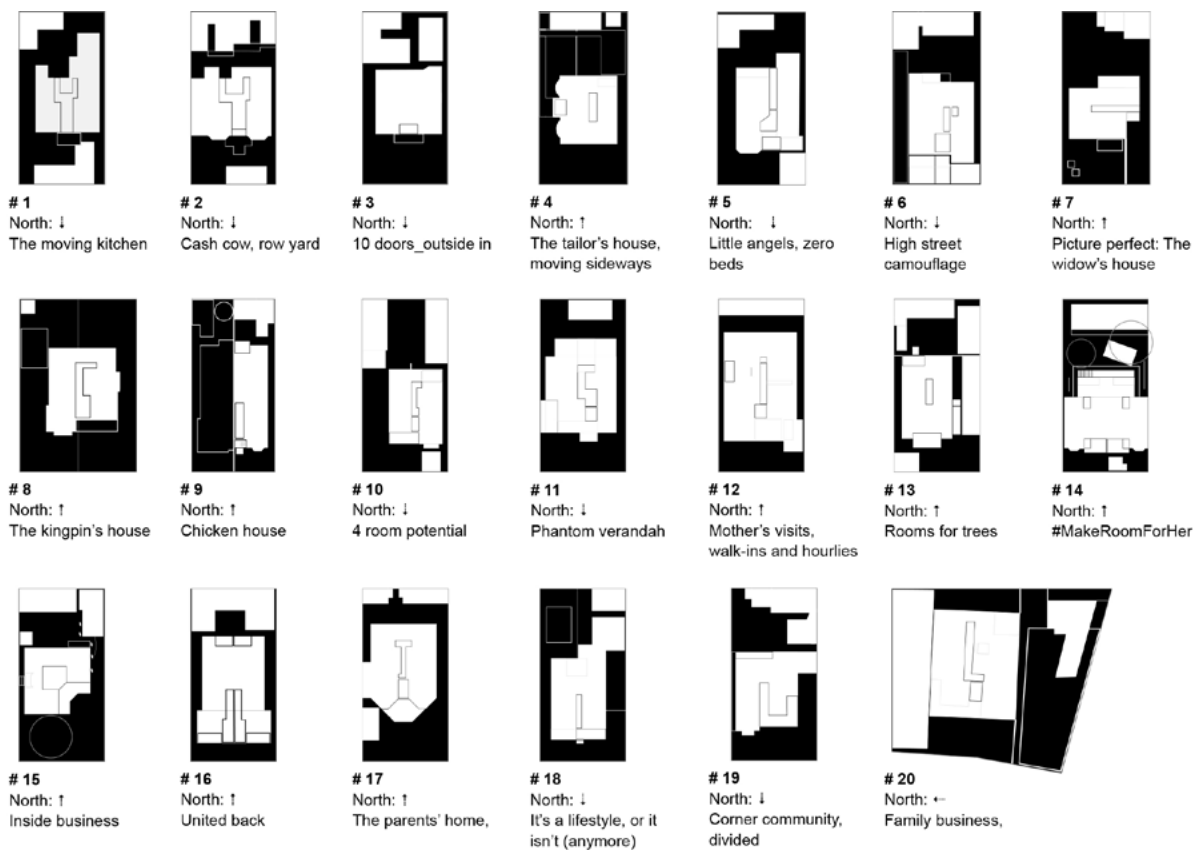 # 1
North: ↓
The moving kitchen
# 2
North: ↓
Cash cow, row yard
# 3
North: ↓
10 doors_outside in
# 4
North: ↑
The tailor's house,
moving sideways
# 5
North: ↓
Little angels, zero
beds
# 6
North: ↓
High street
camouflage
# 7
North: ↑
Picture perfect: The
widow's house
# 8
North: ↑
The kingpin's house
# 9
North: ↑
Chicken house
# 10
North: ↓
4 room potential
# 11
North: ↓
Phantom verandah
# 12
North: ↑
Mother's visits,
walk-ins and hourlies
# 13
North: ↑
Rooms for trees
# 14
North: ↑
#MakeRoomForHer
# 15
North: ↑
Inside business
# 16
North: ↑
United back
# 17
North: ↑
The parents' home,
# 18
North: ↓
It's a lifestyle, or it
isn't (anymore)
# 19
North: ↓
Corner community,
divided
# 20
North: ←
Family business,